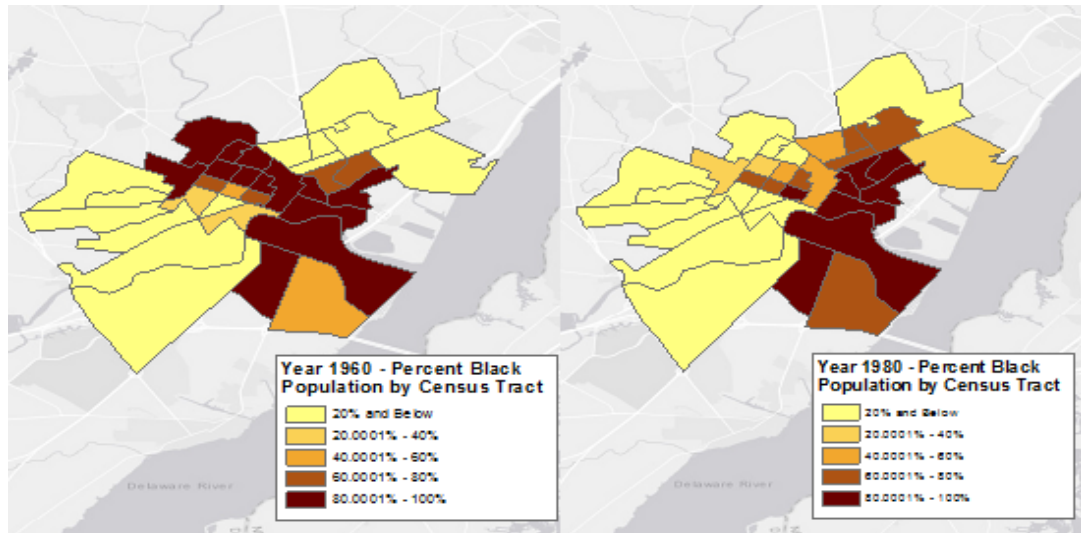 Year 1960 - Percent Black
Population by Census Tract
20% and Below
20.0001% - 40%
40.0001% - 60%
60.0001% - 80%
80.0001% - 100%
Delaware River
Year 1980 - Percent Black
Population by Census Tract
20% and Below
20.0001% - 40%
40.0001% - 60%
60.0001% - 80%
80.0001% - 100%
Delaware River